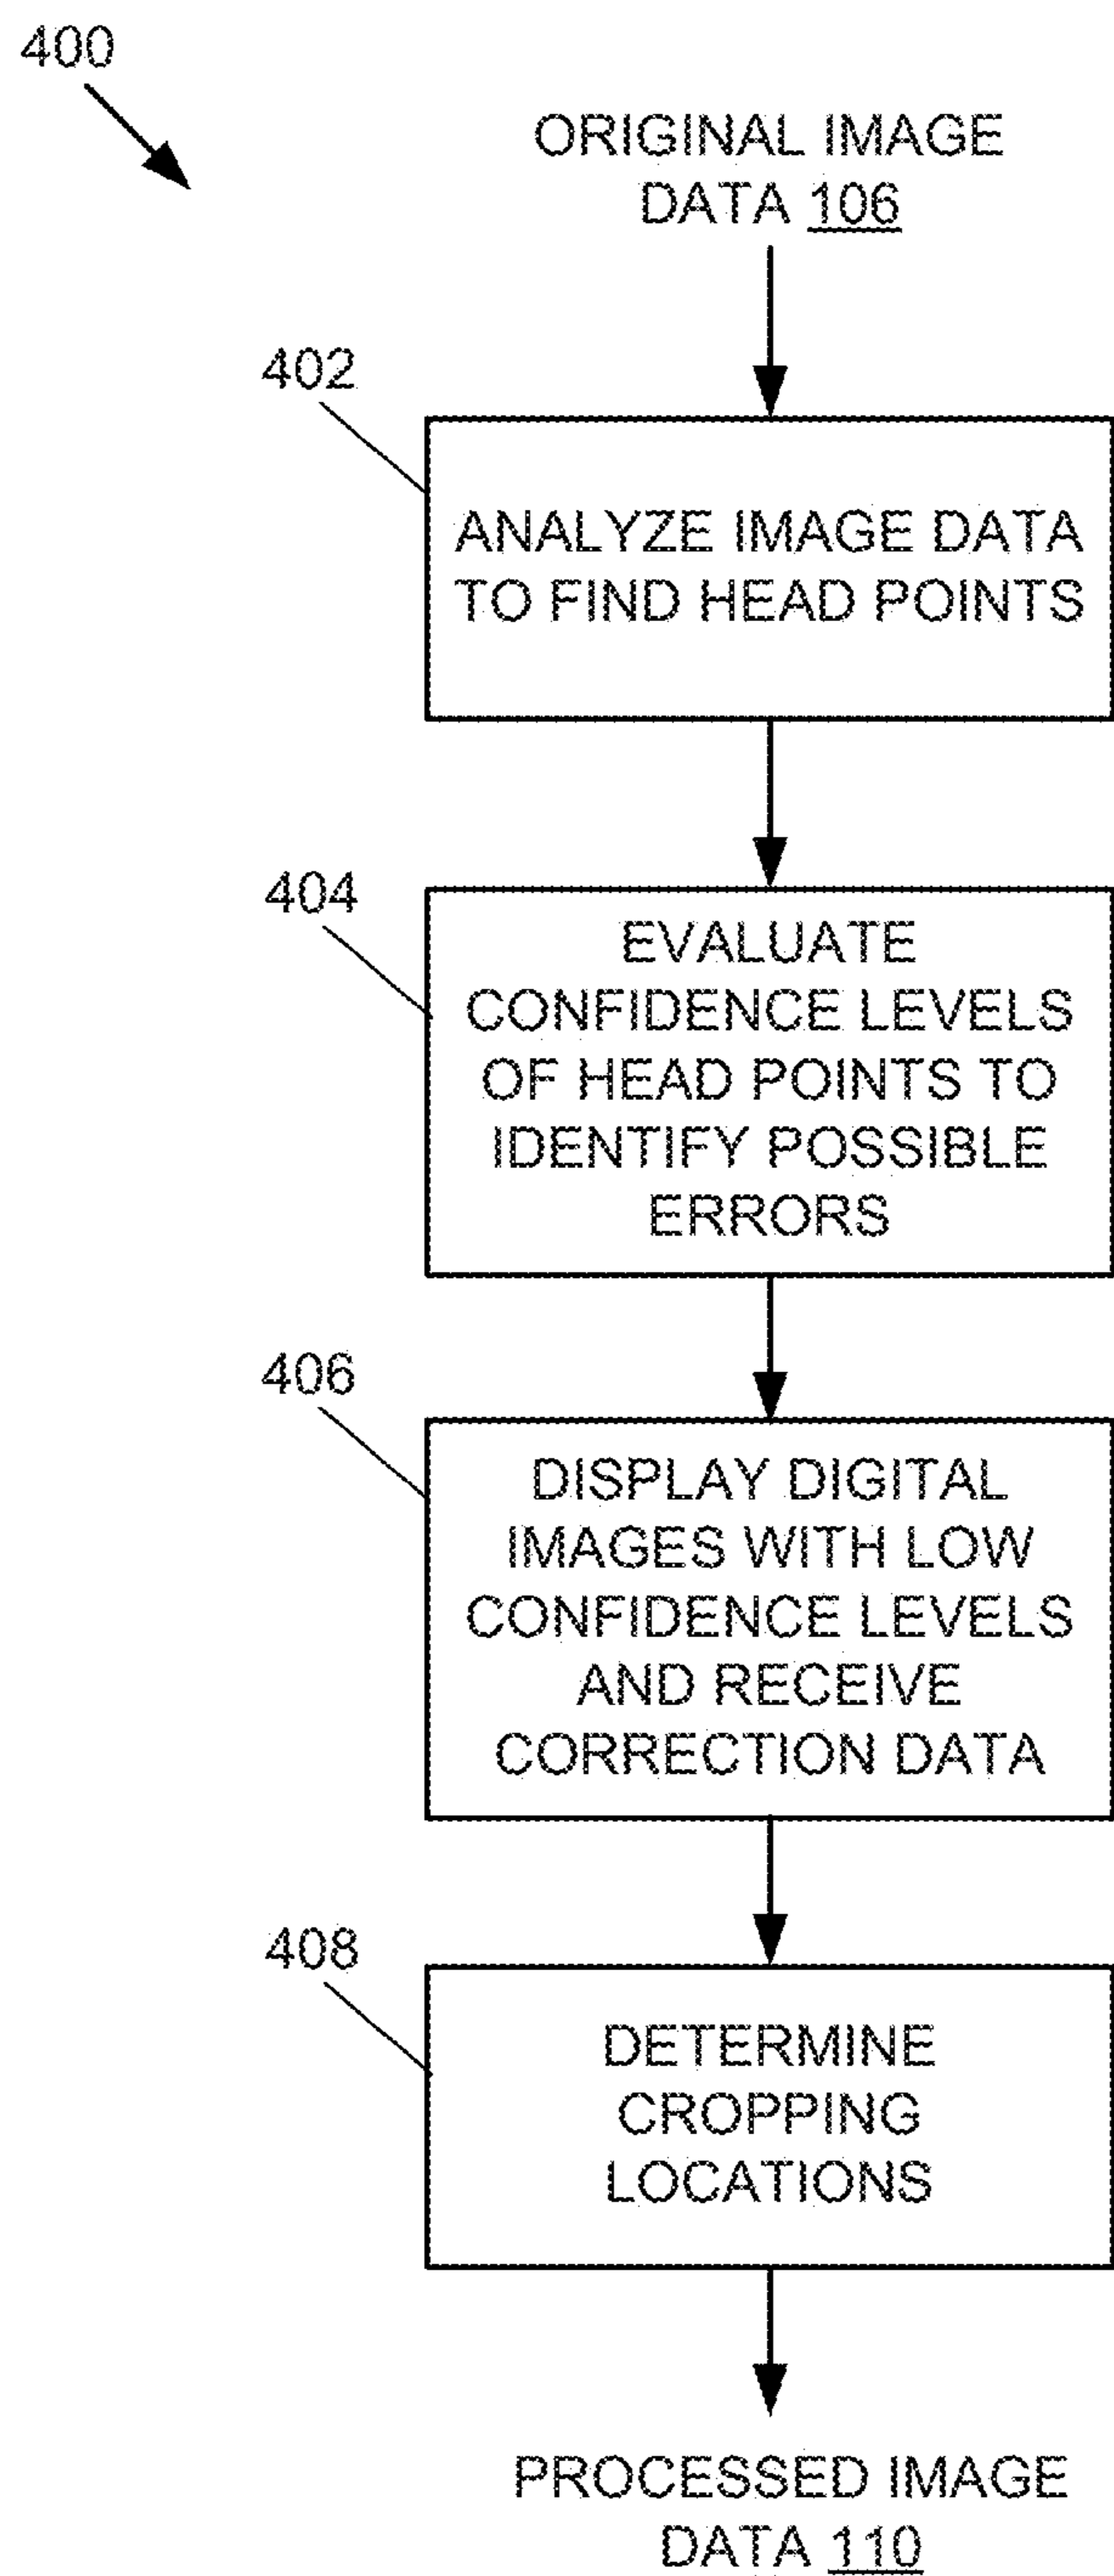 400
ORIGINAL IMAGE
DATA 106
402
ANALYZE IMAGE DATA
TO FIND HEAD POINTS
404
EVALUATE
CONFIDENCE LEVELS
OF HEAD POINTS TO
IDENTIFY POSSIBLE
ERRORS
406
DISPLAY DIGITAL
IMAGES WITH LOW
CONFIDENCE LEVELS
AND RECEIVE
CORRECTION DATA
408
DETERMINE
CROPPING
LOCATIONS
PROCESSED IMAGE
DATA 110